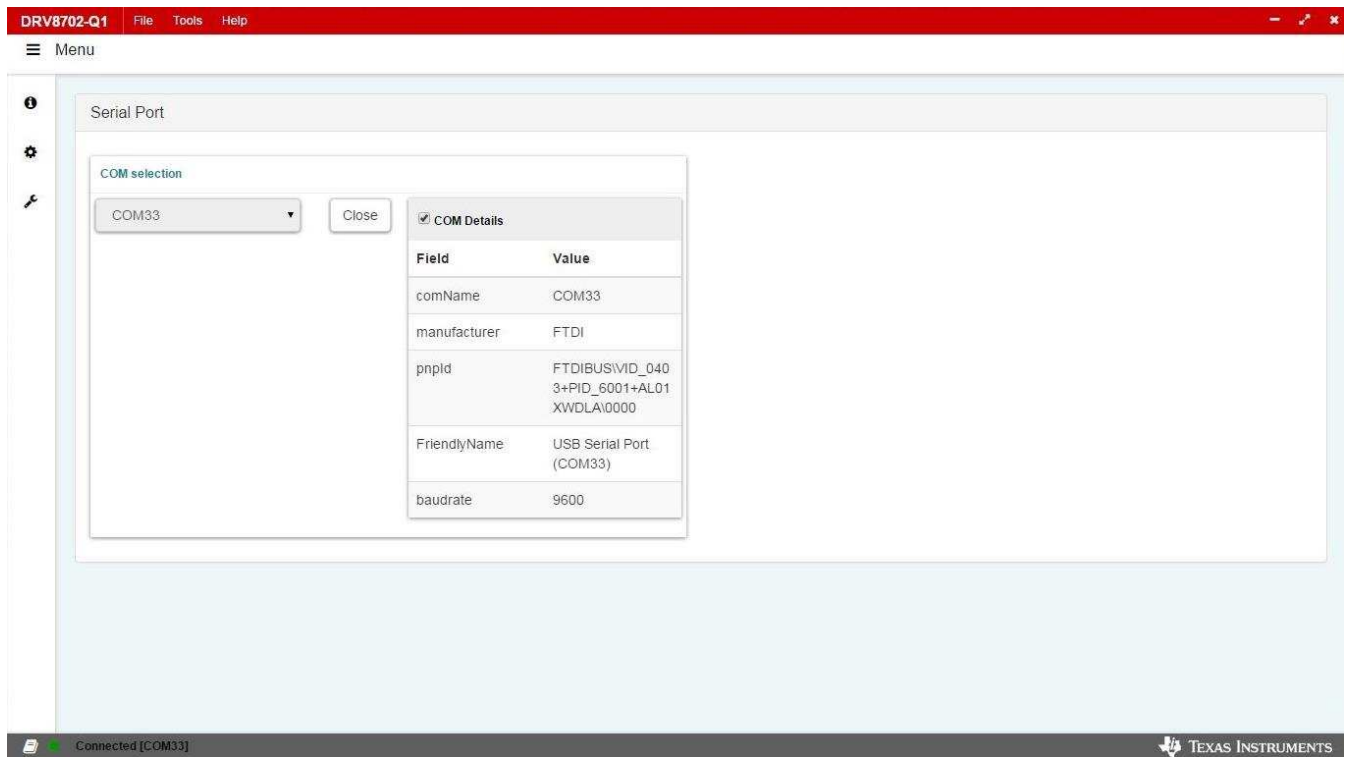 DRV8702-Q1 File Tools Help
Menu
Serial Port
COM selection
COM33 Close COM Details
Field Value
comName COM33
manufacturer FTDI
pnpId FTDIBUS\VID_040
3+PID_6001+AL01
XWDLA\0000
FriendlyName USB Serial Port
(COM33)
baudrate 9600
Connected [COM33] TEXAS INSTRUMENTS